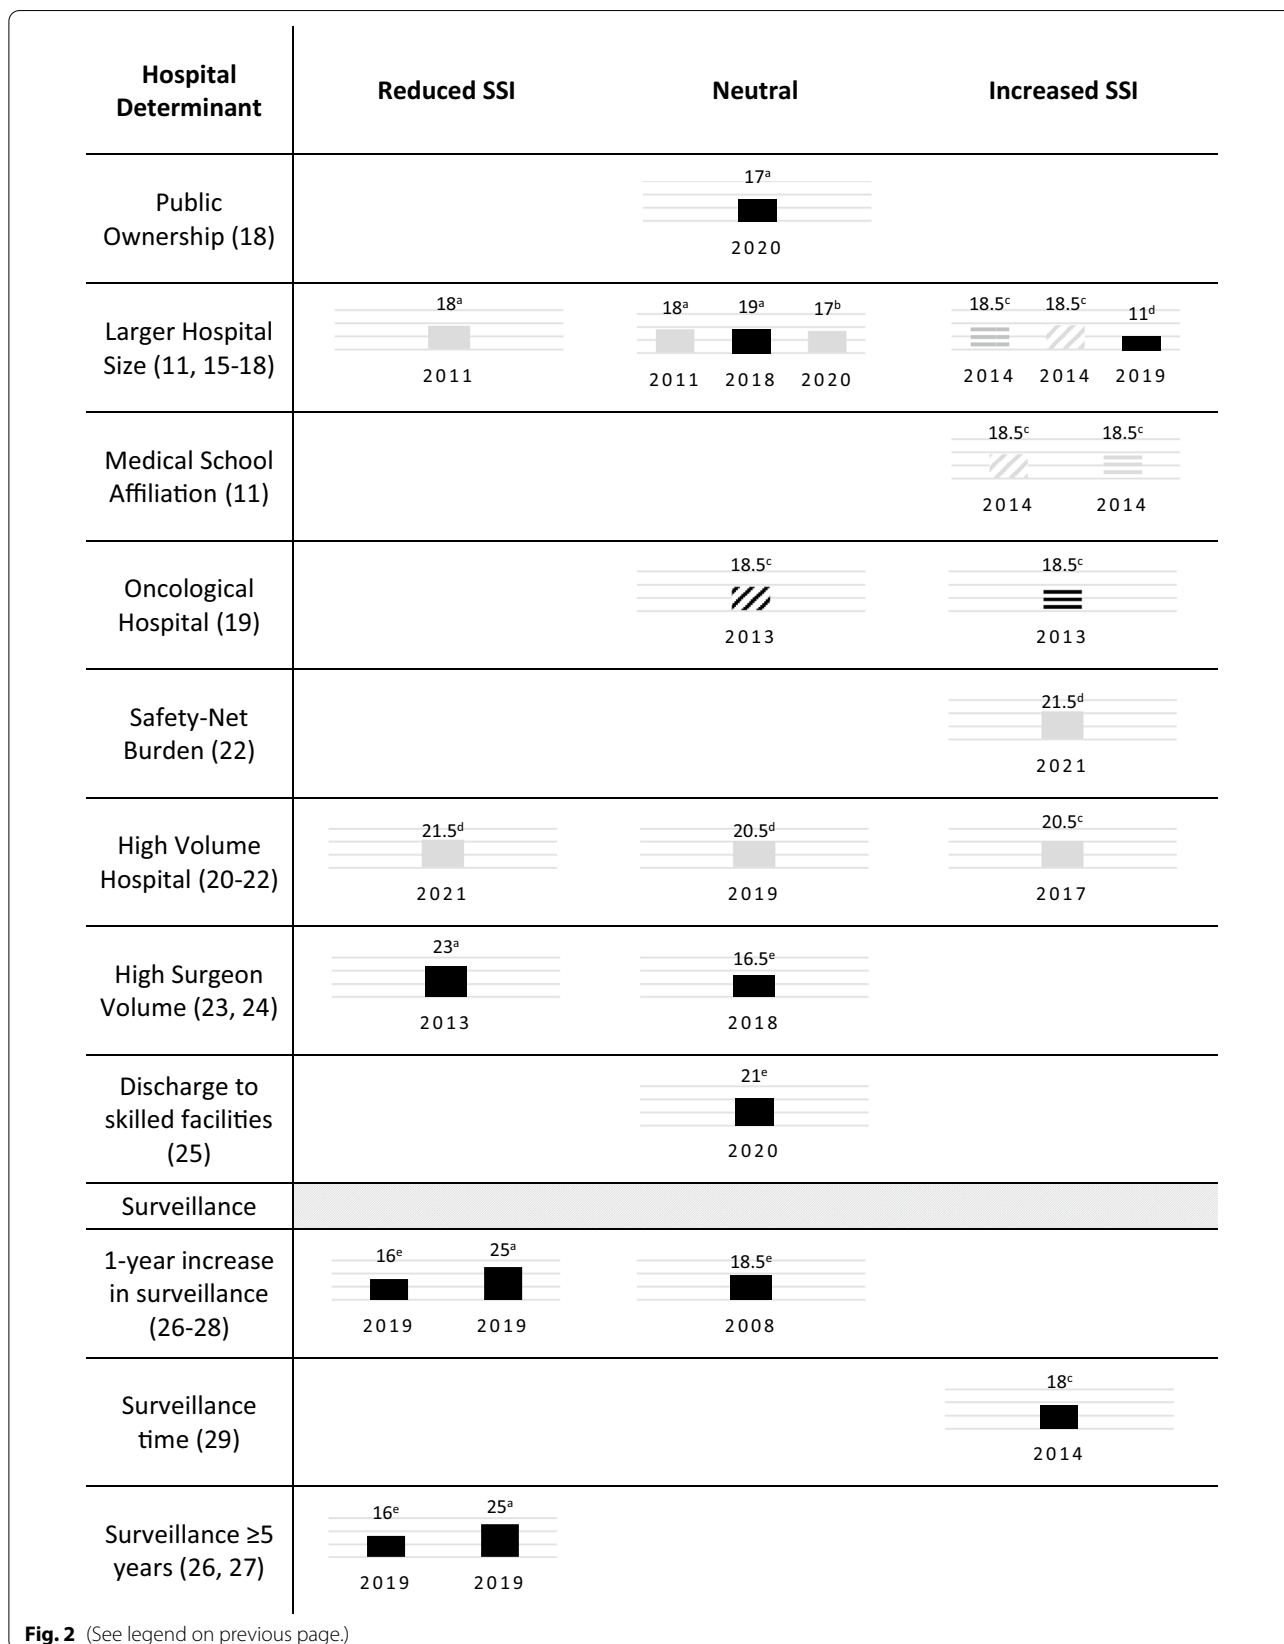 Hospital
Determinant
Reduced SSI
Neutral
Increased SSI
Public
Ownership (18)
17ᵃ
2020
Larger Hospital
Size (11, 15-18)
18ᵃ
2011
18ᵃ 19ᵃ 17ᵇ
2011 2018 2020
18.5ᶜ 18.5ᶜ 11ᵈ
2014 2014 2019
Medical School
Affiliation (11)
18.5ᶜ 18.5ᶜ
2014 2014
Oncological
Hospital (19)
18.5ᶜ
2013
18.5ᶜ
2013
Safety-Net
Burden (22)
21.5ᵈ
2021
High Volume
Hospital (20-22)
21.5ᵈ
2021
20.5ᵈ
2019
20.5ᶜ
2017
High Surgeon
Volume (23, 24)
23ᵃ
2013
16.5ᵉ
2018
Discharge to
skilled facilities
(25)
21ᵉ
2020
Surveillance
1-year increase
in surveillance
(26-28)
16ᵉ 25ᵃ
2019 2019
18.5ᵉ
2008
Surveillance
time (29)
18ᶜ
2014
Surveillance ≥5
years (26, 27)
16ᵉ 25ᵃ
2019 2019
Fig. 2 (See legend on previous page.)